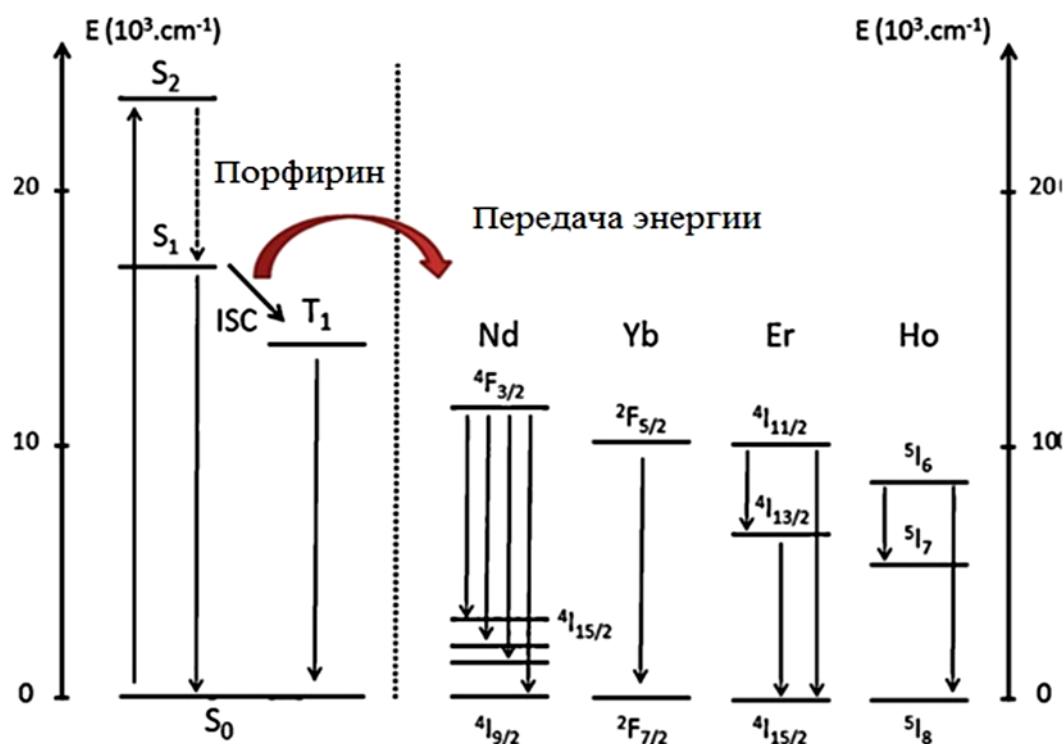 E (10³.cm⁻¹)
E (10³.cm⁻¹)
S₂
20
20
Порфирин
Передача энергии
S₁
ISC
T₁
Nd
Yb
Er
Ho
⁴F₃/₂
²F₅/₂
⁴I₁₁/₂
⁵I₆
10
10
⁴I₁₃/₂
⁵I₇
⁴I₁₅/₂
0
0
S₀
⁴I₉/₂
²F₇/₂
⁴I₁₅/₂
⁵I₈